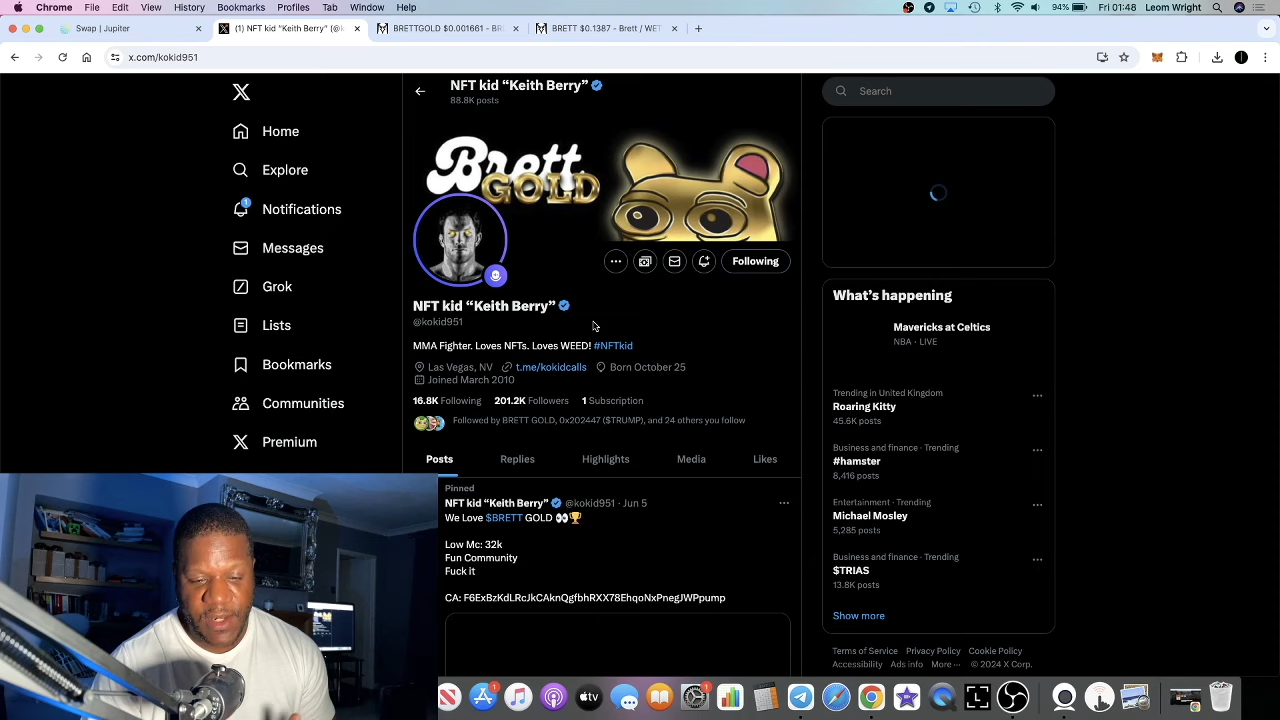 Chrome File Edit View History Bookmarks Profiles Tab Window Help 94% Fri 01:48 Leom Wright
Swap | Jupiter
(1) NFT kid “Keith Berry” (@k
BRETTGOLD $0.001661 - BR
BRETT $0.1387 - Brett / WET
x.com/kokid951
NFT kid “Keith Berry”
88.8K posts
Search
Home
Explore
Notifications
1
Messages
Grok
Lists
Bookmarks
Communities
Premium
Brett
GOLD
Following
NFT kid “Keith Berry”
@kokid951
MMA Fighter. Loves NFTs. Loves WEED! #NFTkid
Las Vegas, NV t.me/kokidcalls Born October 25
Joined March 2010
16.8K Following 201.2K Followers 1 Subscription
Followed by BRETT GOLD, 0x202447 ($TRUMP), and 24 others you follow
Posts Replies Highlights Media Likes
Pinned
NFT kid “Keith Berry” @kokid951 · Jun 5
We Love $BRETT GOLD 👀🏆
Low Mc: 32k
Fun Community
Fuck it
CA: F6ExBzKdLRcJkCAknQgfbhRXX78EhqoNxPnegJWPpump
What’s happening
Mavericks at Celtics
NBA · LIVE
Trending in United Kingdom
Roaring Kitty
45.6K posts
Business and finance · Trending
#hamster
8,416 posts
Entertainment · Trending
Michael Mosley
5,285 posts
Business and finance · Trending
$TRIAS
13.8K posts
Show more
Terms of Service Privacy Policy Cookie Policy
Accessibility Ads info More ··· © 2024 X Corp.
1
tv
1
L